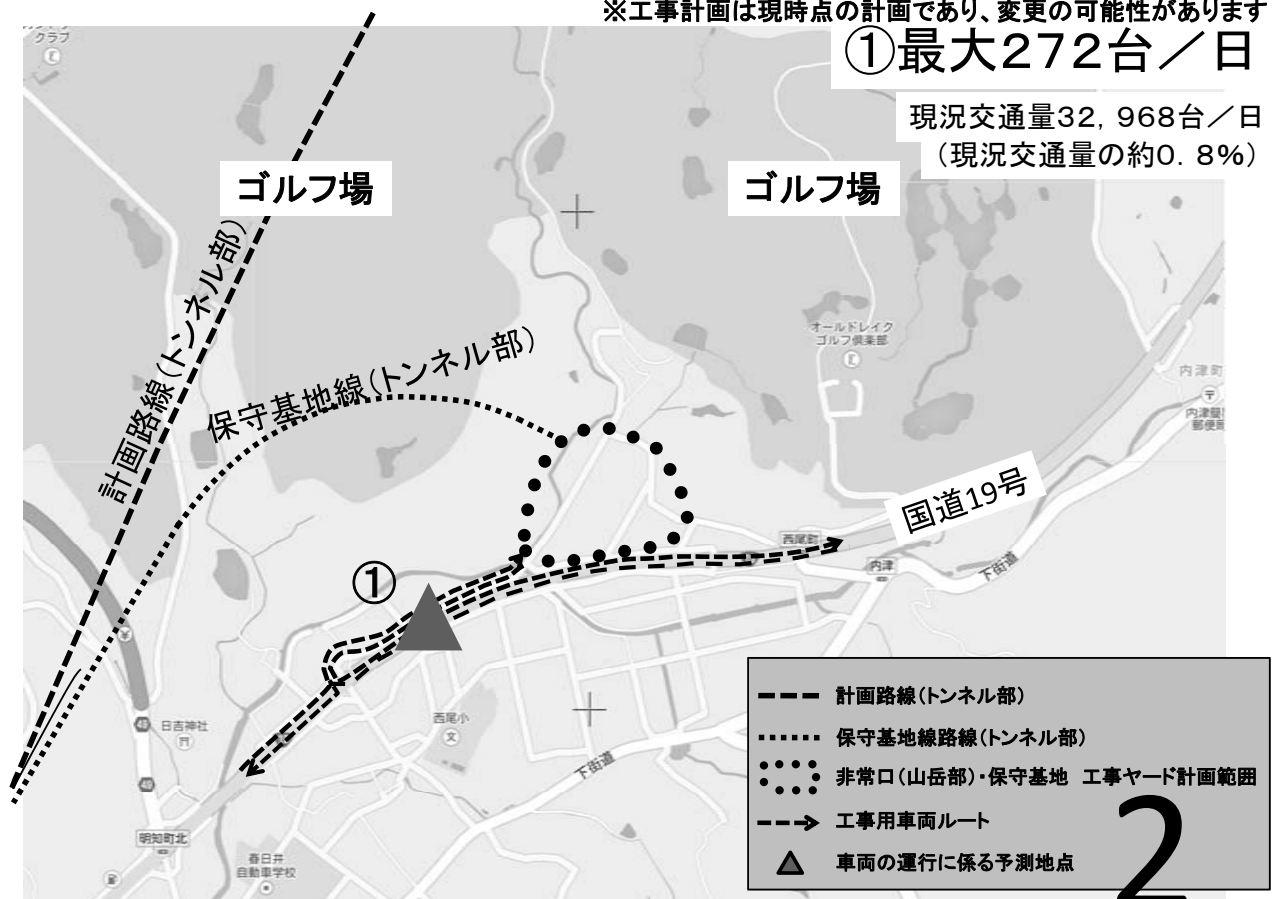 ※工事計画は現時点の計画であり、変更の可能性があります
①最大272台／日
現況交通量32,968台／日
（現況交通量の約0.8%）
クラブ
ゴルフ場
ゴルフ場
計画路線(トンネル部)
保守基地線(トンネル部)
オールドレイク
ゴルフ倶楽部
内津町
〒
国道19号
西尾町
内津
下街道
①
49
日吉神社
西尾小
文
下街道
49
明知町北
春日井
自動車学校
計画路線(トンネル部)
保守基地線路線(トンネル部)
非常口(山岳部)・保守基地　工事ヤード計画範囲
工事用車両ルート
車両の運行に係る予測地点
2